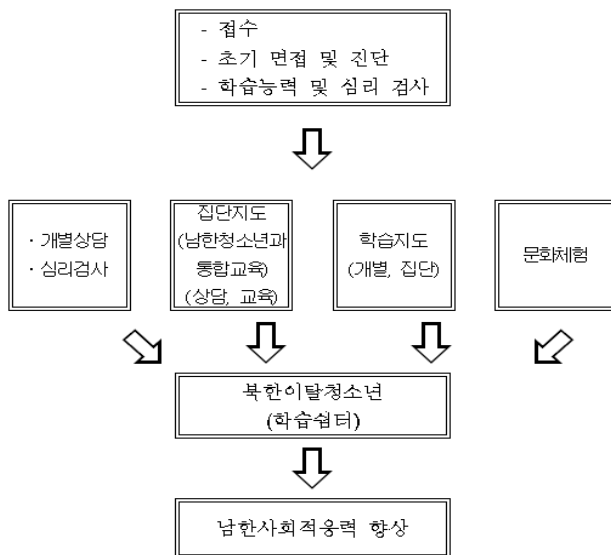 - 접수
- 초기 면접 및 진단
- 학습능력 및 심리 검사
· 개별상담
· 심리검사
집단지도
(남한청소년과
통합교육)
(상담, 교육)
학습지도
(개별, 집단)
문화체험
북한이탈청소년
(학습쉼터)
남한사회적응력 향상